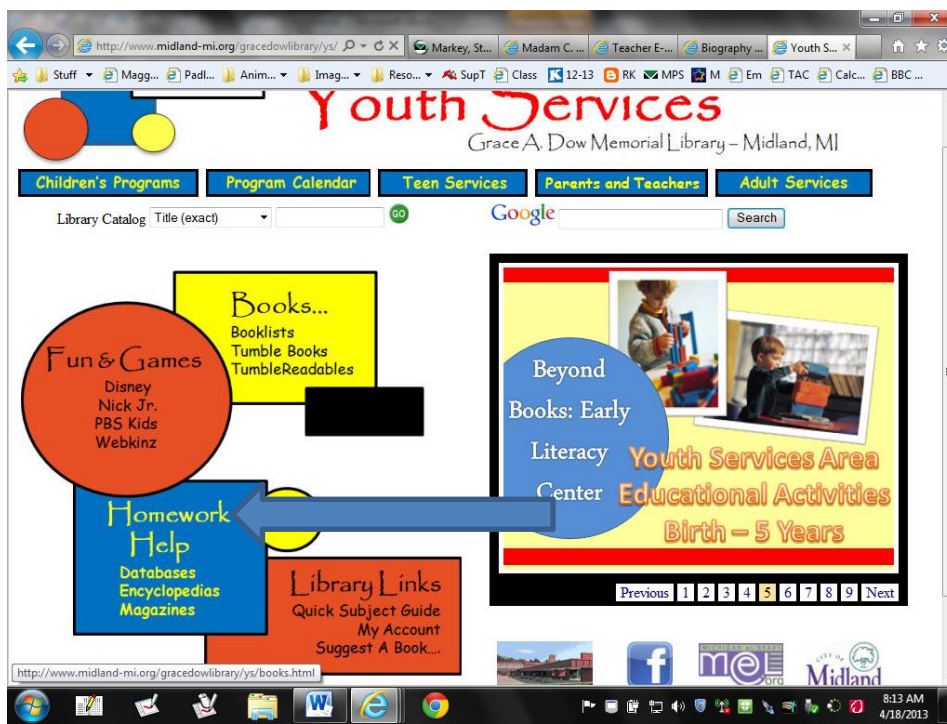 http://www.midland-mi.org/gracedowlibrary/ys/
Markey, St...
Madam C. ...
Teacher E-...
Biography ...
Youth S...
Stuff
Magg...
Padl...
Anim...
Imag...
Reso...
SupT
Class
12-13
RK
MPS
M
Em
TAC
Calc...
BBC ...
Youth Services
Grace A. Dow Memorial Library – Midland, MI
Children's Programs
Program Calendar
Teen Services
Parents and Teachers
Adult Services
Library Catalog
Title (exact)
GO
Google
Search
Books...
Booklists
Tumble Books
TumbleReadables
Fun & Games
Disney
Nick Jr.
PBS Kids
Webkinz
Homework
Help
Databases
Encyclopedias
Magazines
Library Links
Quick Subject Guide
My Account
Suggest A Book....
Beyond
Books: Early
Literacy
Center
Youth Services Area
Educational Activities
Birth – 5 Years
Previous 1 2 3 4 5 6 7 8 9 Next
f
MICHIGAN ELIBRARY
mel
.org
CITY OF
Midland
http://www.midland-mi.org/gracedowlibrary/ys/books.html
8:13 AM
4/18/2013